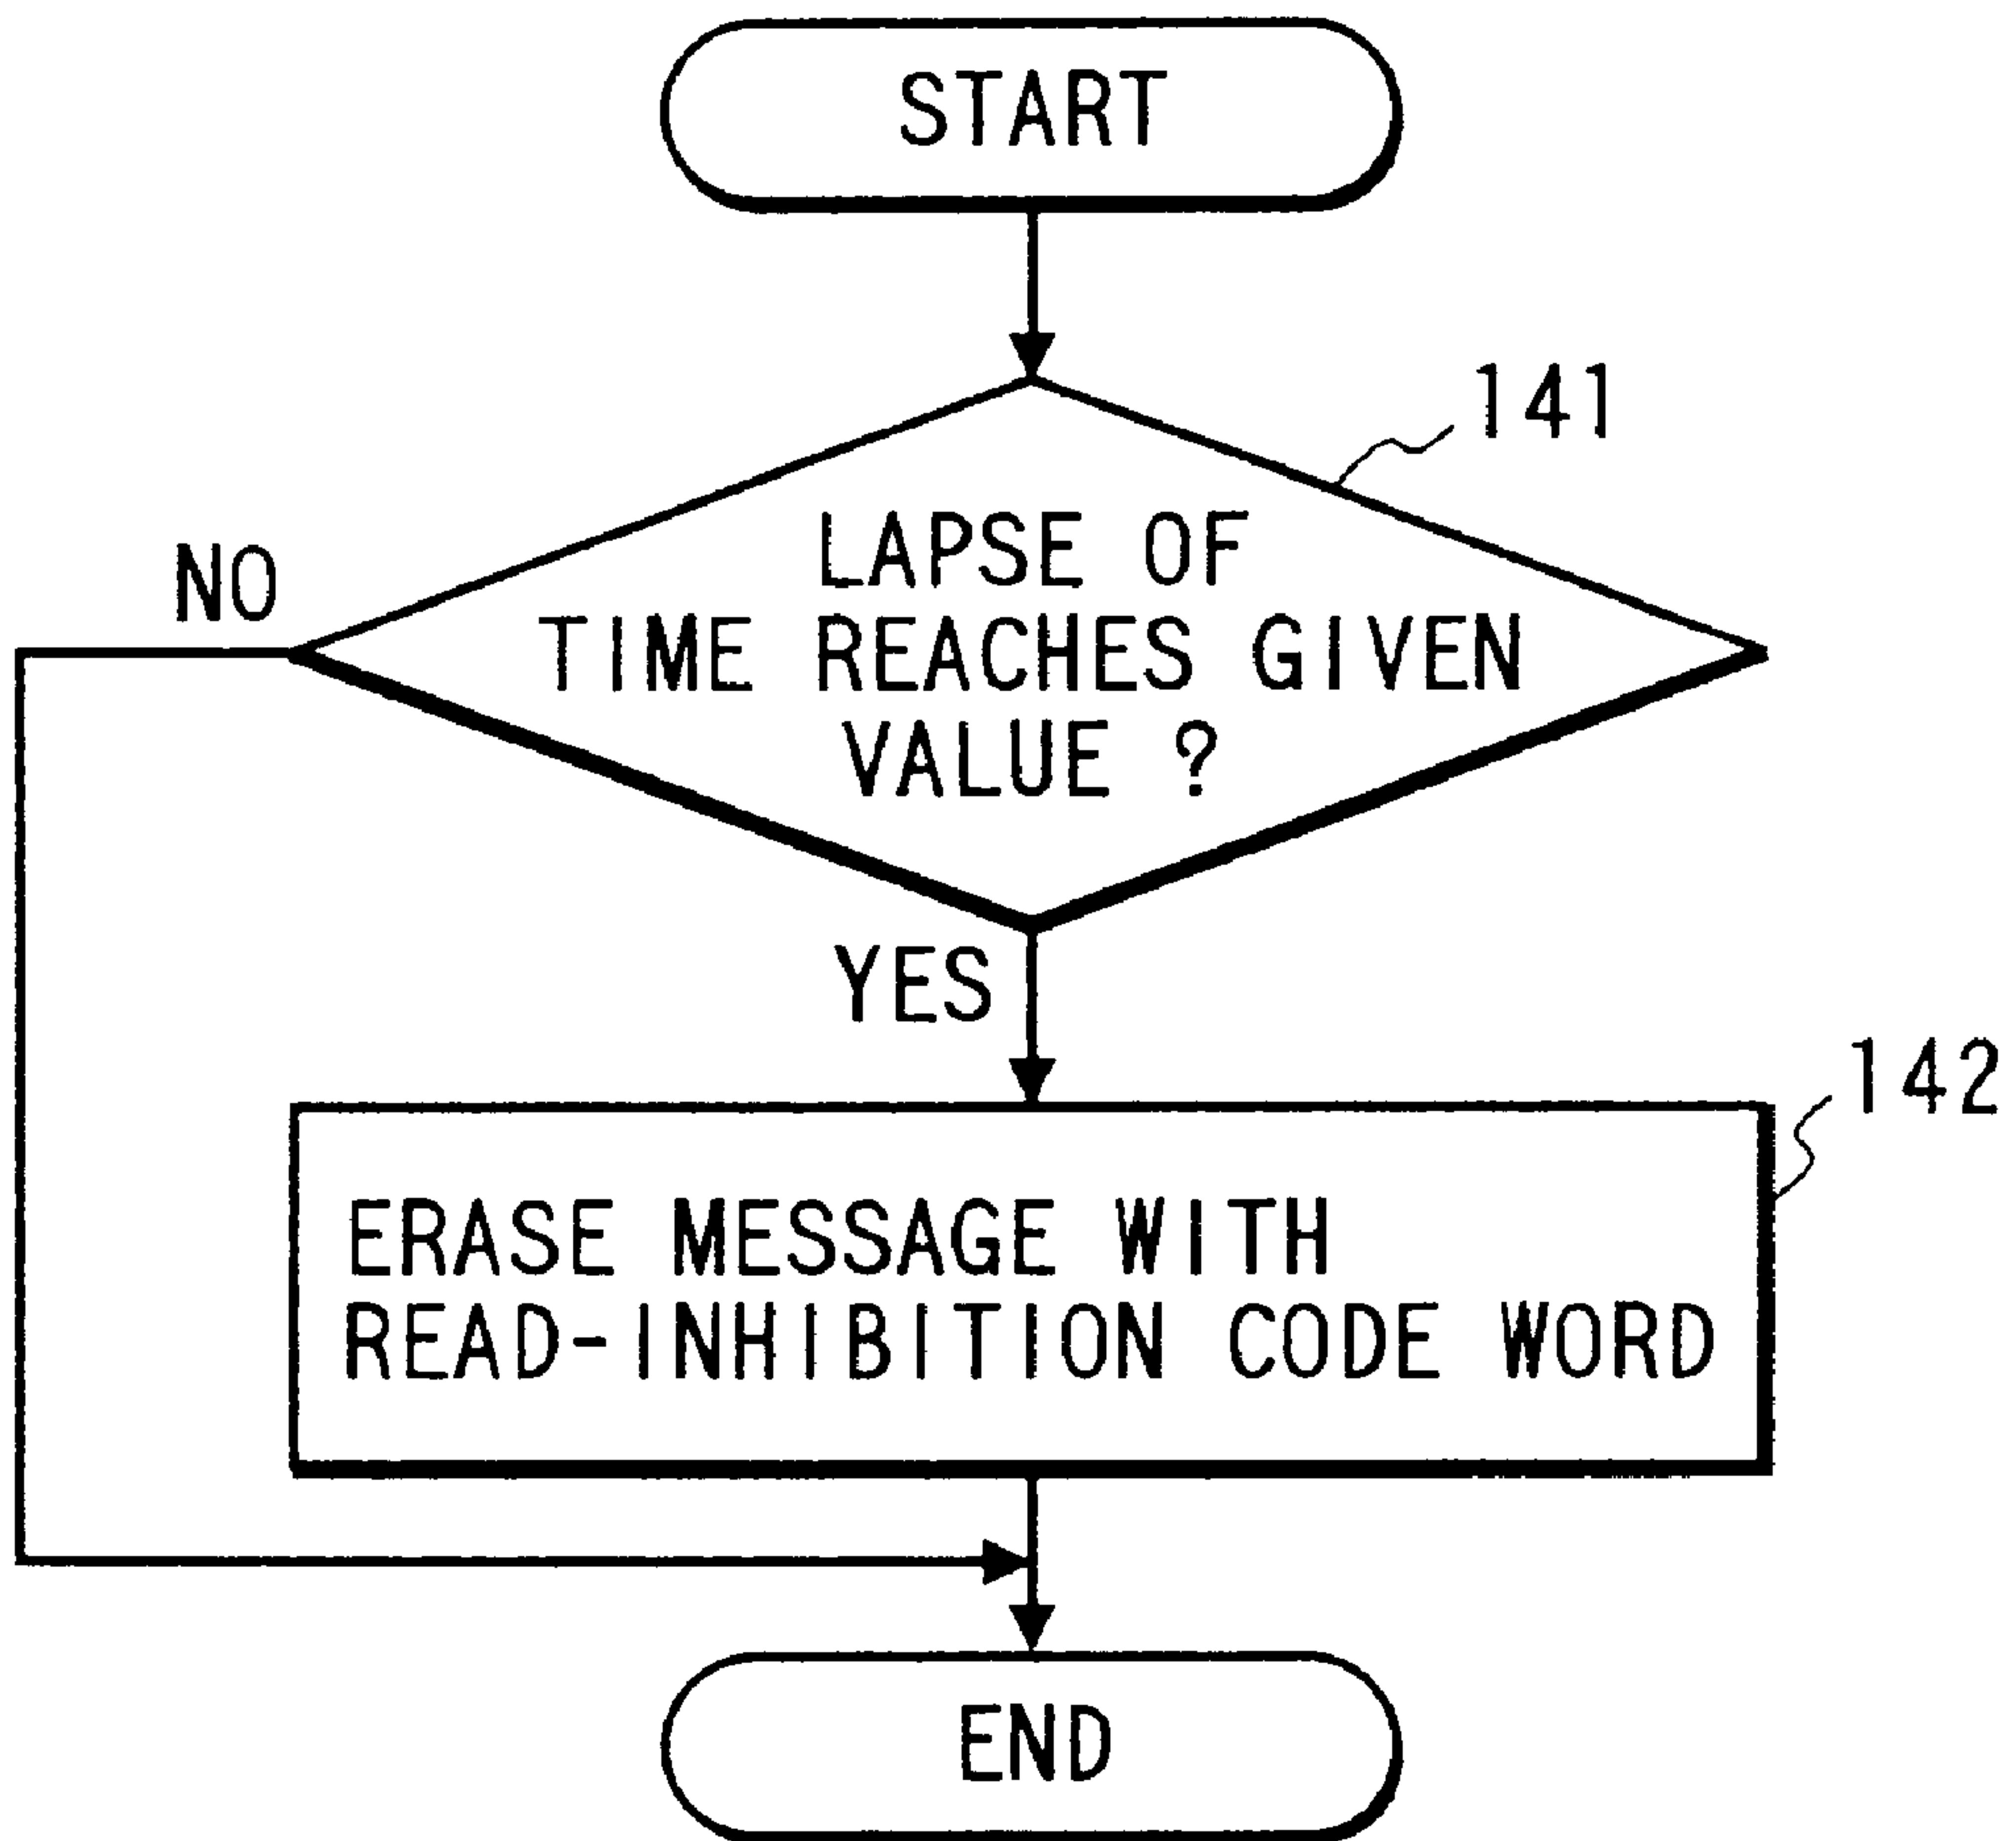 START
141
LAPSE OF
TIME REACHES GIVEN
VALUE ?
NO
YES
142
ERASE MESSAGE WITH
READ-INHIBITION CODE WORD
END